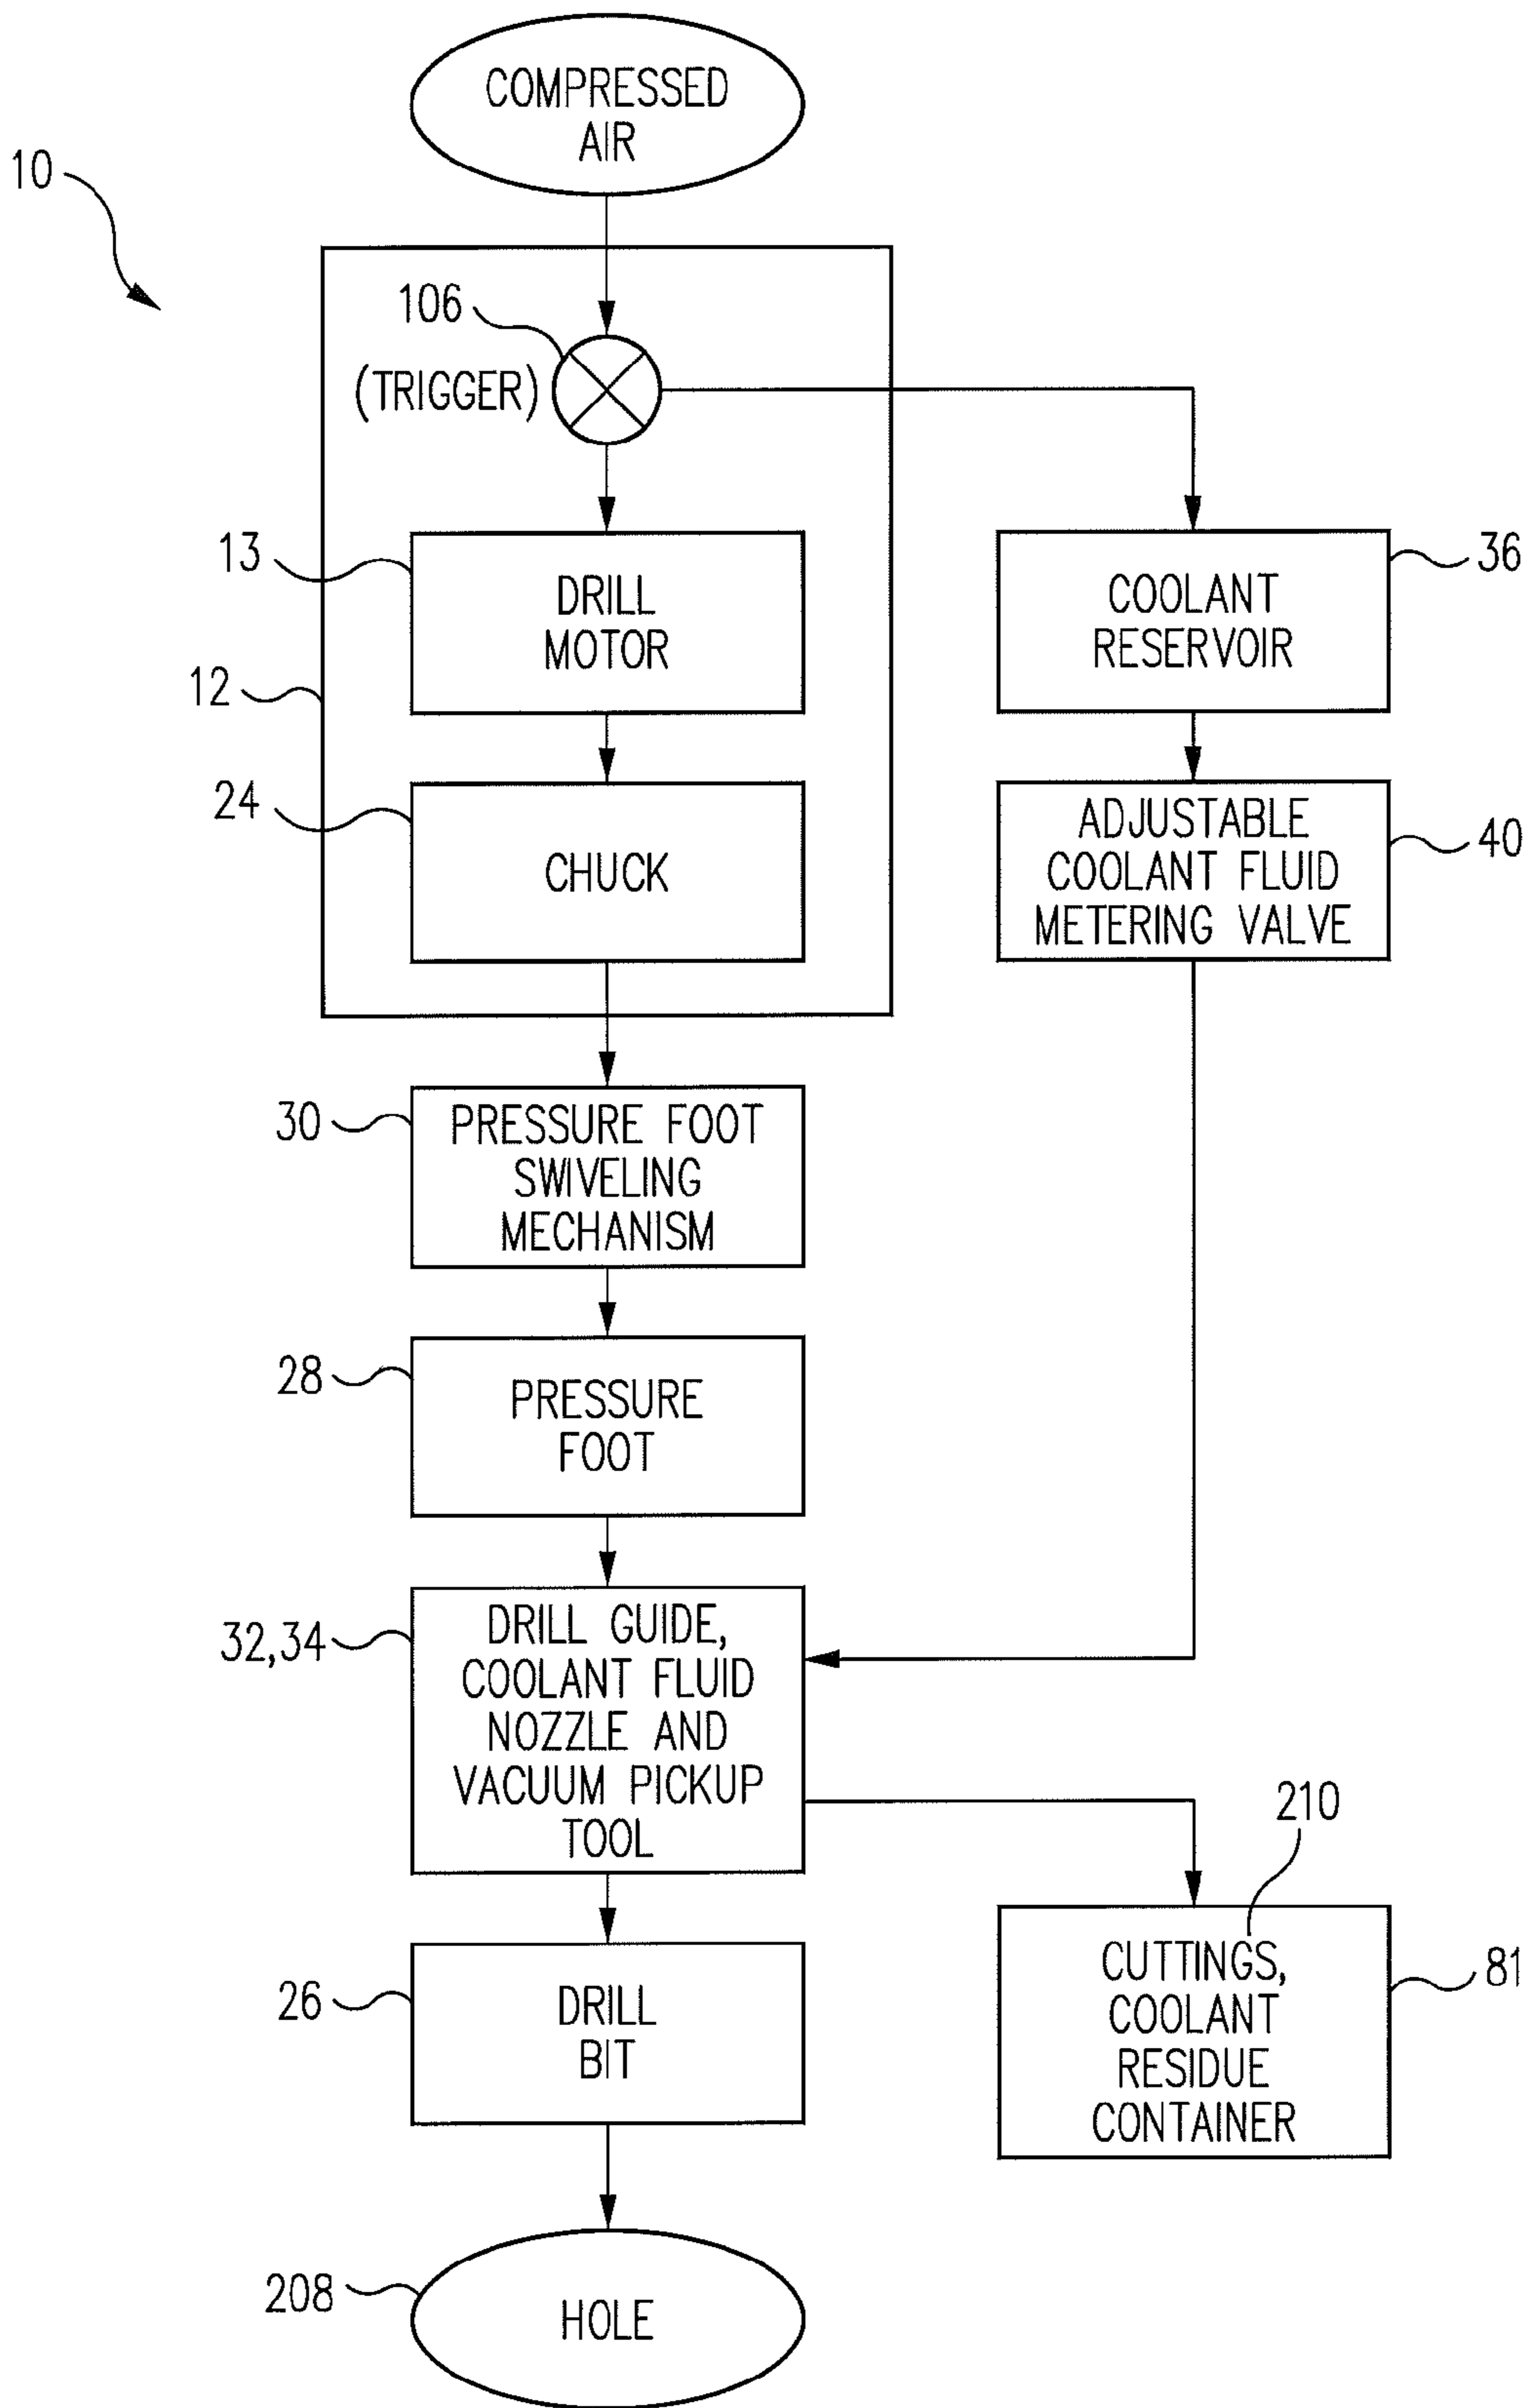 COMPRESSED
AIR
10
106
(TRIGGER)
13
DRILL
MOTOR
36
COOLANT
RESERVOIR
12
24
CHUCK
ADJUSTABLE
COOLANT FLUID
METERING VALVE
40
30
PRESSURE FOOT
SWIVELING
MECHANISM
28
PRESSURE
FOOT
32,34
DRILL GUIDE,
COOLANT FLUID
NOZZLE AND
VACUUM PICKUP
TOOL
210
CUTTINGS,
COOLANT
RESIDUE
CONTAINER
81
26
DRILL
BIT
208
HOLE